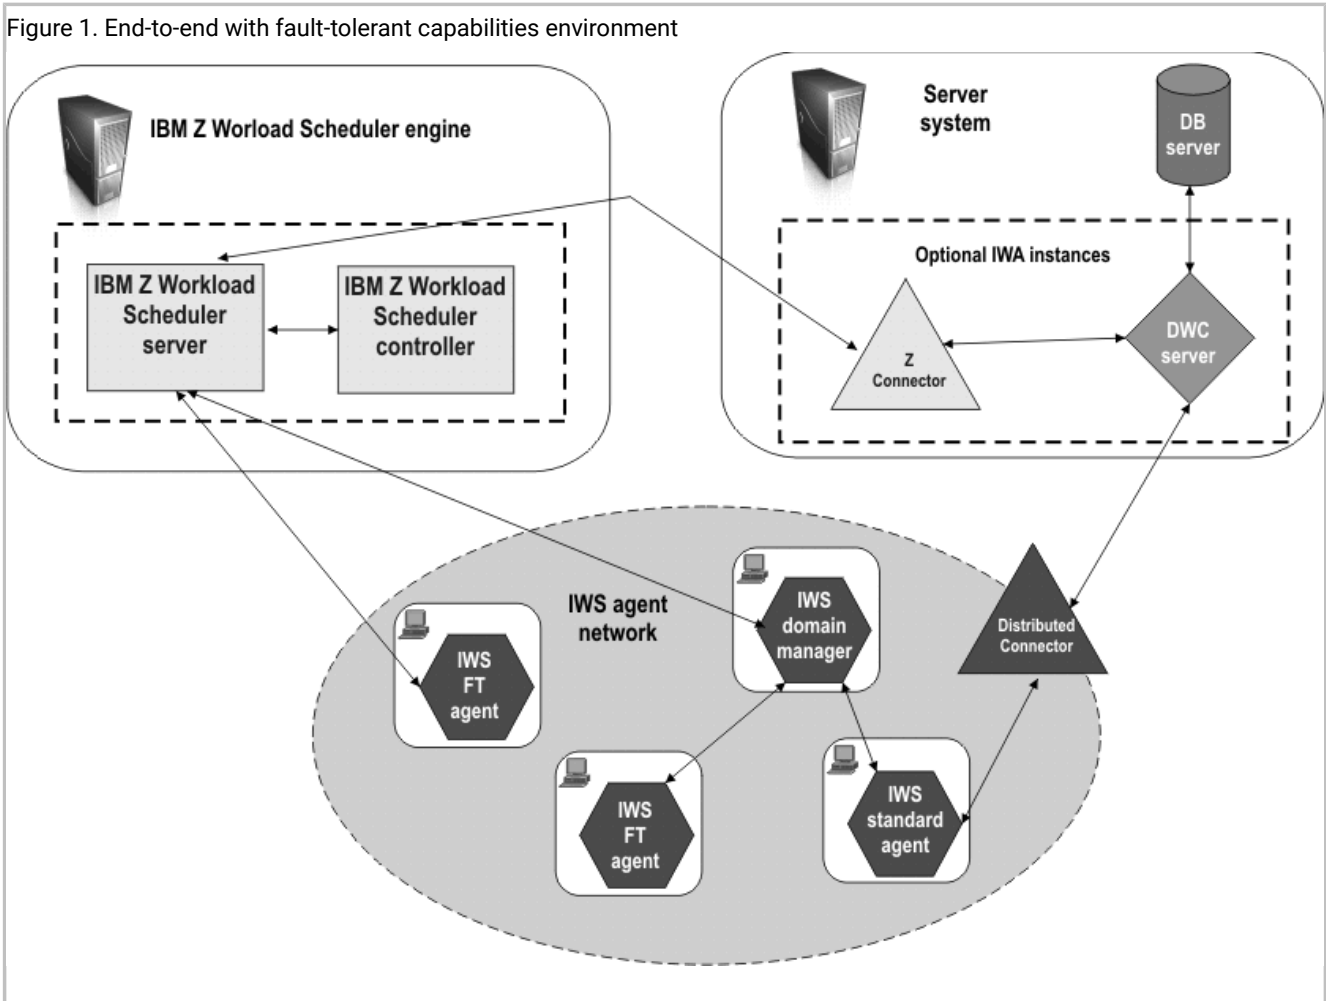 Figure 1. End-to-end with fault-tolerant capabilities environment
IBM Z Worload Scheduler engine
IBM Z Workload
Scheduler
server
IBM Z Workload
Scheduler
controller
Server
system
DB
server
Optional IWA instances
Z
Connector
DWC
server
IWS agent
network
IWS
FT
agent
IWS
domain
manager
Distributed
Connector
IWS
FT
agent
IWS
standard
agent